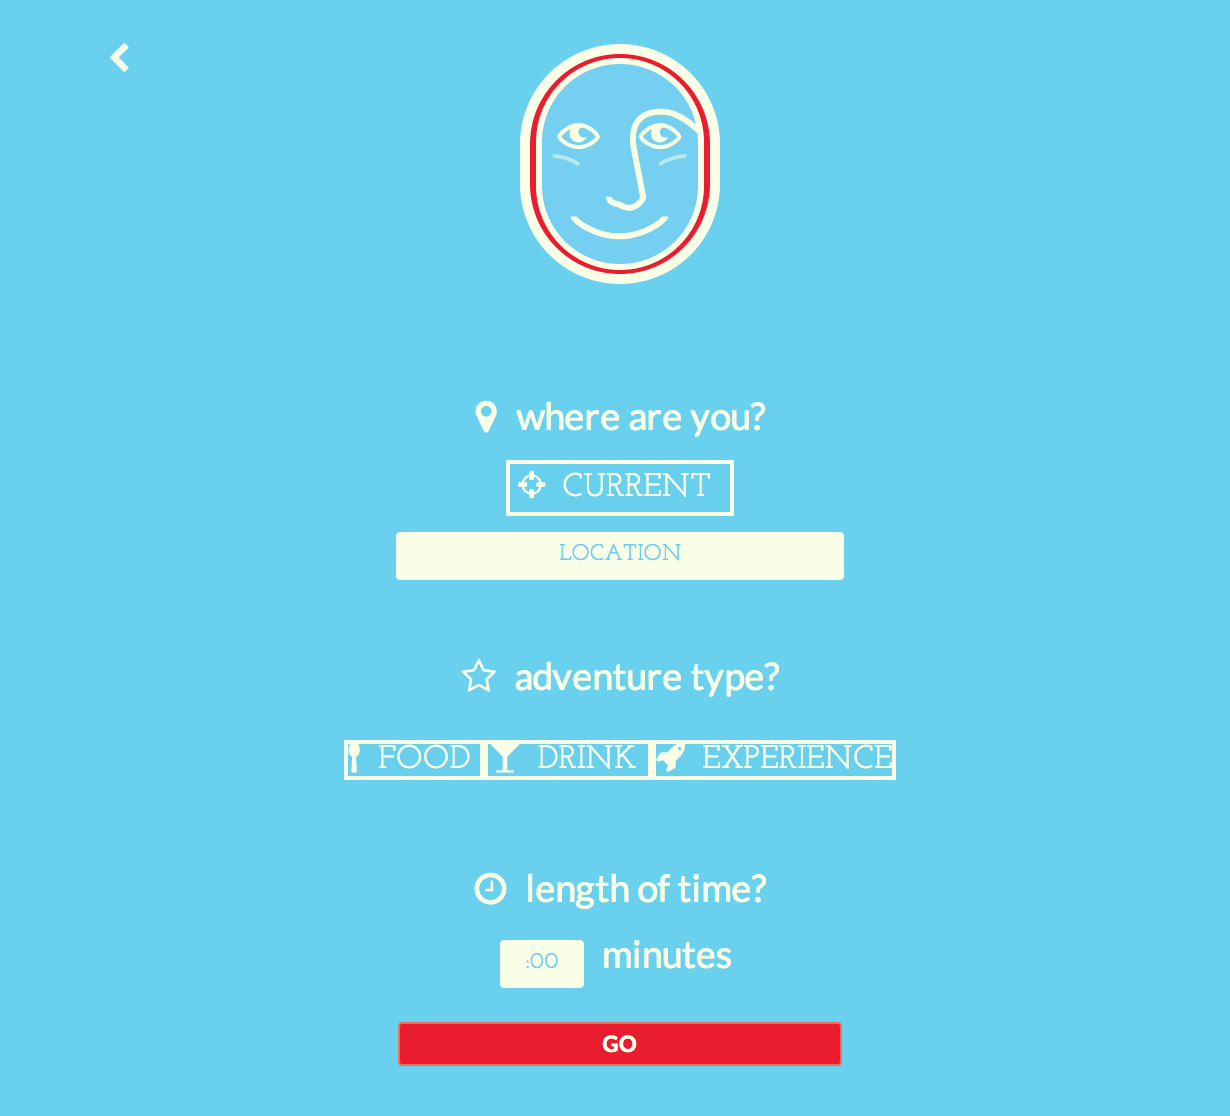 where are you?
CURRENT
LOCATION
adventure type?
FOOD DRINK EXPERIENCE
length of time?
:00 minutes
GO